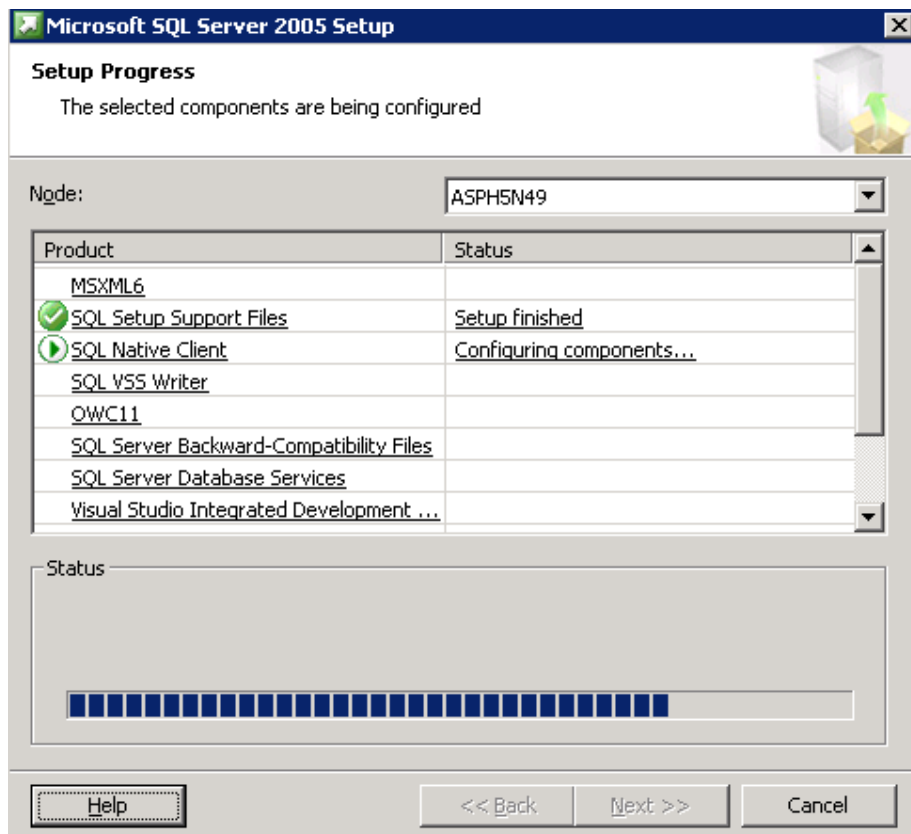 Microsoft SQL Server 2005 Setup
Setup Progress
The selected components are being configured
Node:
ASPH5N49
Product Status
MSXML6
SQL Setup Support Files Setup finished
SQL Native Client Configuring components...
SQL VSS Writer
OWC11
SQL Server Backward-Compatibility Files
SQL Server Database Services
Visual Studio Integrated Development ...
Status
Help << Back Next >> Cancel